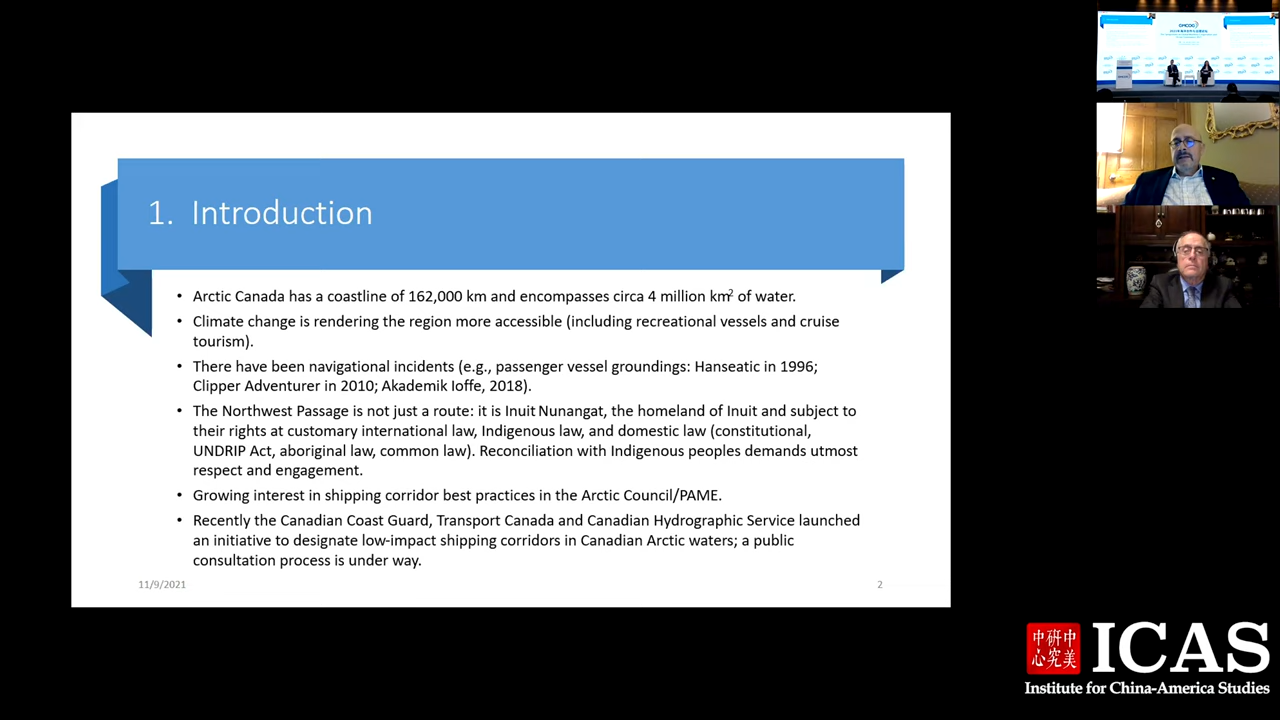 1. Introduction
• Arctic Canada has a coastline of 162,000 km and encompasses circa 4 million km² of water.
• Climate change is rendering the region more accessible (including recreational vessels and cruise
tourism).
• There have been navigational incidents (e.g., passenger vessel groundings: Hanseatic in 1996;
Clipper Adventurer in 2010; Akademik Ioffe, 2018).
• The Northwest Passage is not just a route: it is Inuit Nunangat, the homeland of Inuit and subject to
their rights at customary international law, Indigenous law, and domestic law (constitutional,
UNDRIP Act, aboriginal law, common law). Reconciliation with Indigenous peoples demands utmost
respect and engagement.
• Growing interest in shipping corridor best practices in the Arctic Council/PAME.
• Recently the Canadian Coast Guard, Transport Canada and Canadian Hydrographic Service launched
an initiative to designate low-impact shipping corridors in Canadian Arctic waters; a public
consultation process is under way.
11/9/2021
2
中研中
心究美
ICAS
Institute for China-America Studies